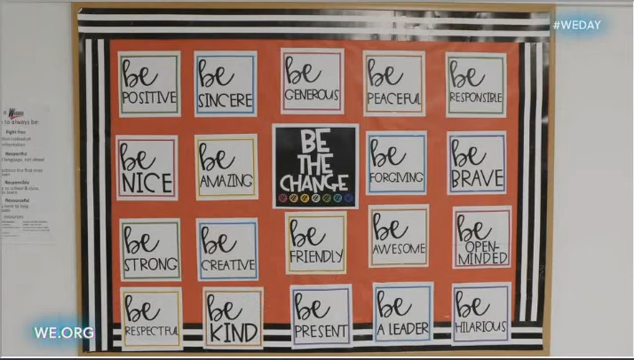 #WEDAY
be
POSITIVE
be
SINCERE
be
GENEROUS
be
PEACEFUL
be
RESPONSIBLE
be
NICE
be
AMAZING
BE
THE
CHANGE
be
FORGIVING
be
BRAVE
be
STRONG
be
CREATIVE
be
FRIENDLY
be
AWESOME
be
OPEN-
MINDED
be
RESPECTFUL
be
KIND
be
PRESENT
be
A LEADER
be
HILARIOUS
WE.ORG